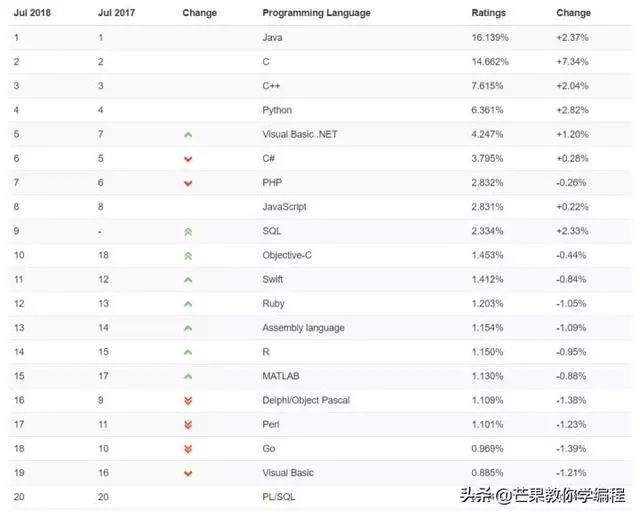 Jul 2018 Jul 2017 Change Programming Language Ratings Change
1 1 Java 16.139% +2.37%
2 2 C 14.662% +7.34%
3 3 C++ 7.615% +2.04%
4 4 Python 6.361% +2.82%
5 7 Visual Basic .NET 4.247% +1.20%
6 5 C# 3.795% +0.28%
7 6 PHP 2.832% -0.26%
8 8 JavaScript 2.831% +0.22%
9 - SQL 2.334% +2.33%
10 18 Objective-C 1.453% -0.44%
11 12 Swift 1.412% -0.84%
12 13 Ruby 1.203% -1.05%
13 14 Assembly language 1.154% -1.09%
14 15 R 1.150% -0.95%
15 17 MATLAB 1.130% -0.88%
16 9 Delphi/Object Pascal 1.109% -1.38%
17 11 Perl 1.101% -1.23%
18 10 Go 0.969% -1.39%
19 16 Visual Basic 0.885% -1.21%
20 20 PL/SQL
头条 @芒果教你学编程